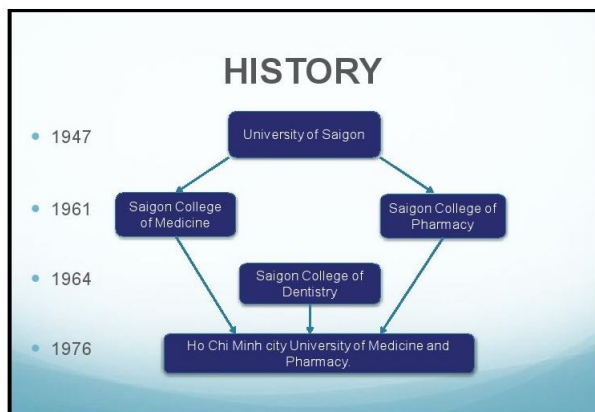 HISTORY
• 1947
University of Saigon
• 1961
Saigon College
of Medicine
Saigon College of
Pharmacy
• 1964
Saigon College of
Dentistry
• 1976
Ho Chi Minh city University of Medicine and
Pharmacy.